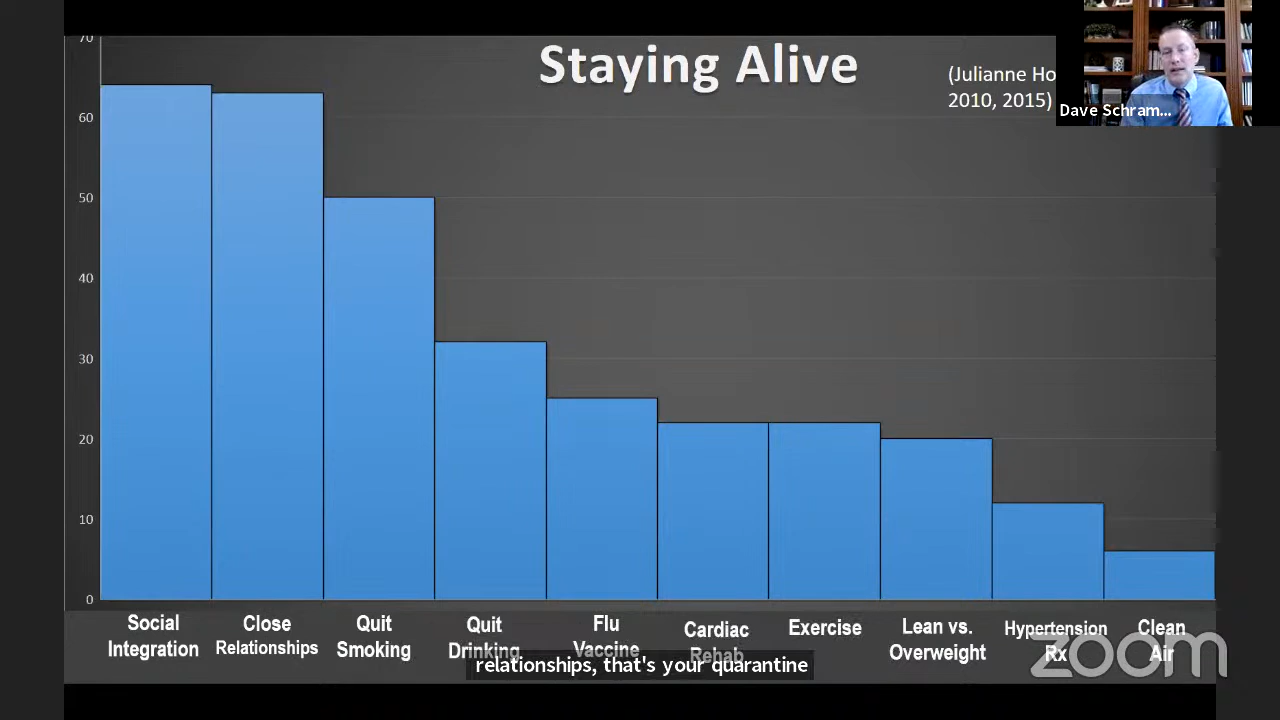 Staying Alive
(Julianne Ho
2010, 2015)
Dave Schram...
70
60
50
40
30
20
10
0
Social
Integration
Close
Relationships
Quit
Smoking
Quit
Drinking
Flu
Vaccine
Cardiac
Rehab
Exercise
Lean vs.
Overweight
Hypertension
Rx
Clean
Air
relationships, that's your quarantine
zoom